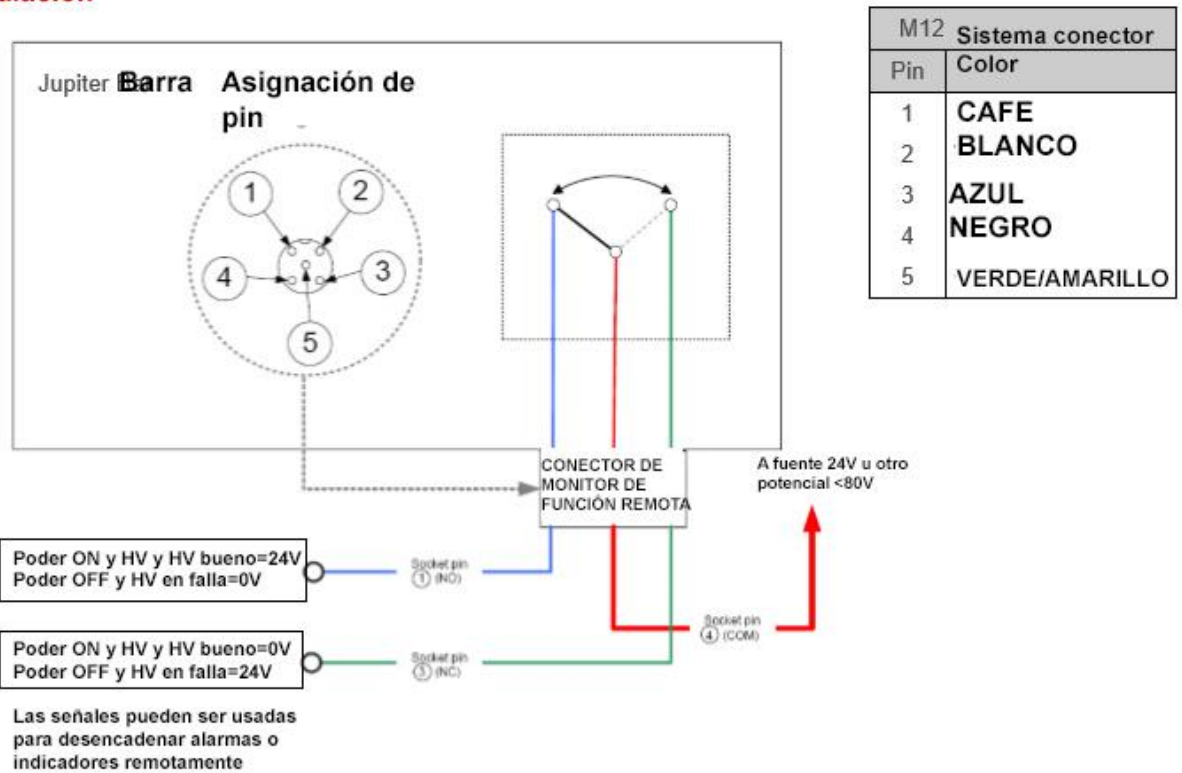 M12 Sistema conector
Pin Color
1 CAFE
2 BLANCO
3 AZUL
4 NEGRO
5 VERDE/AMARILLO
Jupiter Barra Asignación de
pin
1
2
4
3
5
CONECTOR DE
MONITOR DE
FUNCIÓN REMOTA
A fuente 24V u otro
potencial <80V
Poder ON y HV y HV bueno=24V
Poder OFF y HV en falla=0V
Socket pin
1 (NO)
Socket pin
4 (COM)
Poder ON y HV y HV bueno=0V
Poder OFF y HV en falla=24V
Socket pin
3 (NC)
Las señales pueden ser usadas
para desencadenar alarmas o
indicadores remotamente